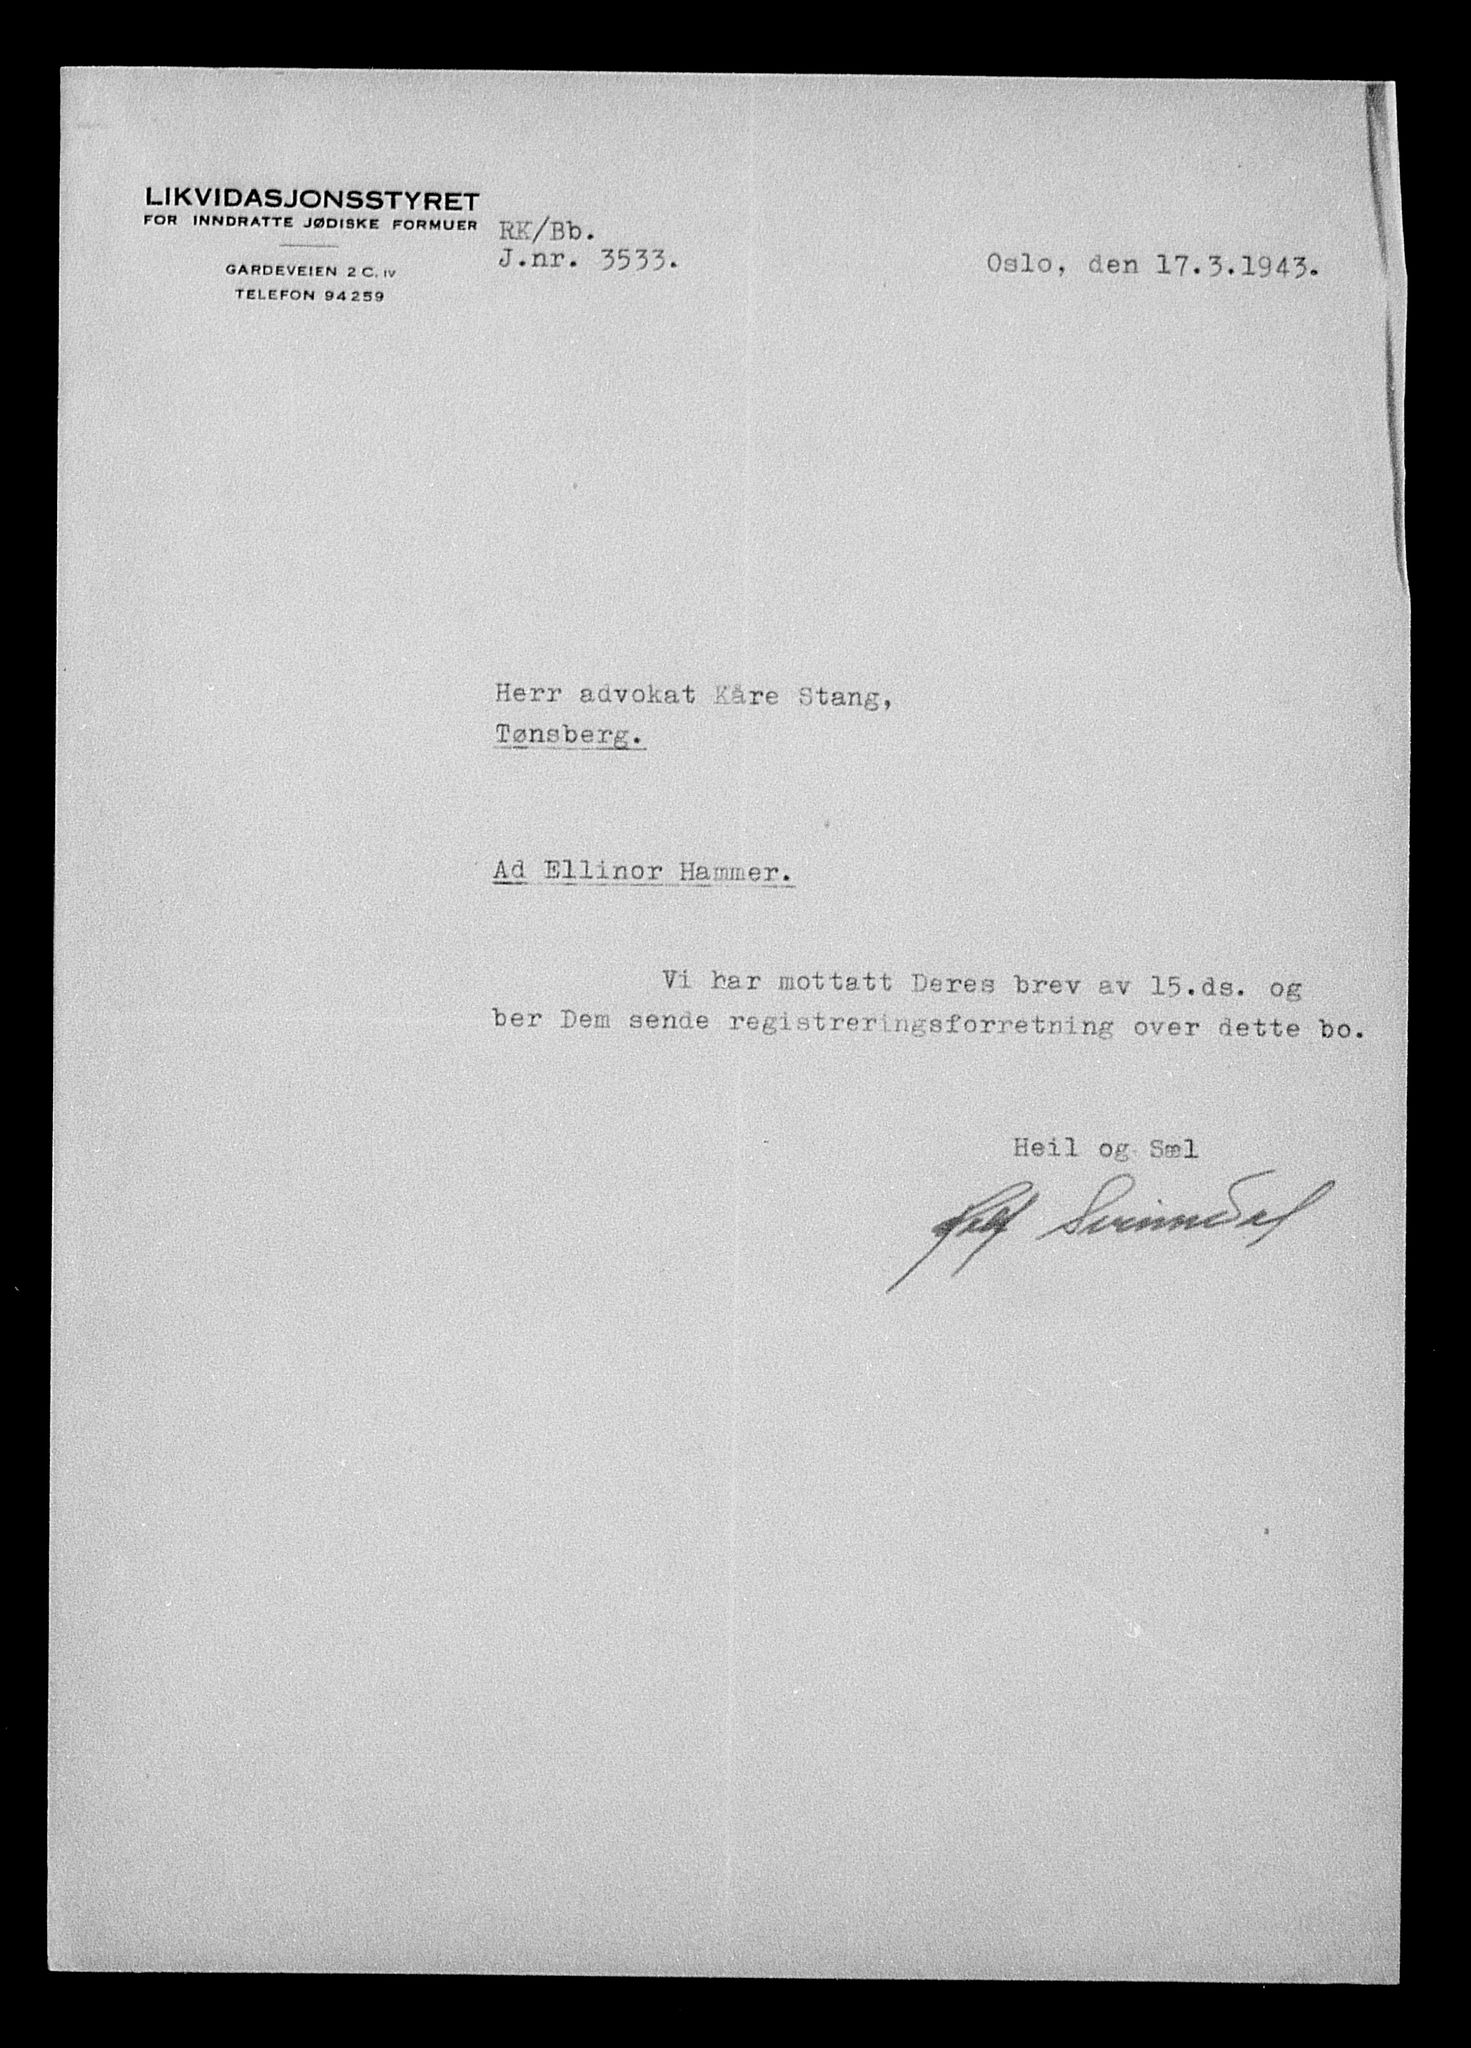 LIKVIDASJONSSTYRET
FOR INNDRATTE JØDISKE FORMUER
GARDEVEIEN 2 C. IV
TELEFON 94259
RK/Bb.
J.nr. 3533.
Oslo, den 17.3.1943.
Herr advokat Kåre Stang,
Tønsberg.
Ad Ellinor Hammer.
Vi har mottatt Deres brev av 15.ds. og
ber Dem sende registreringsforretning over dette bo.
Heil og Sæl
Rolf Svinndal